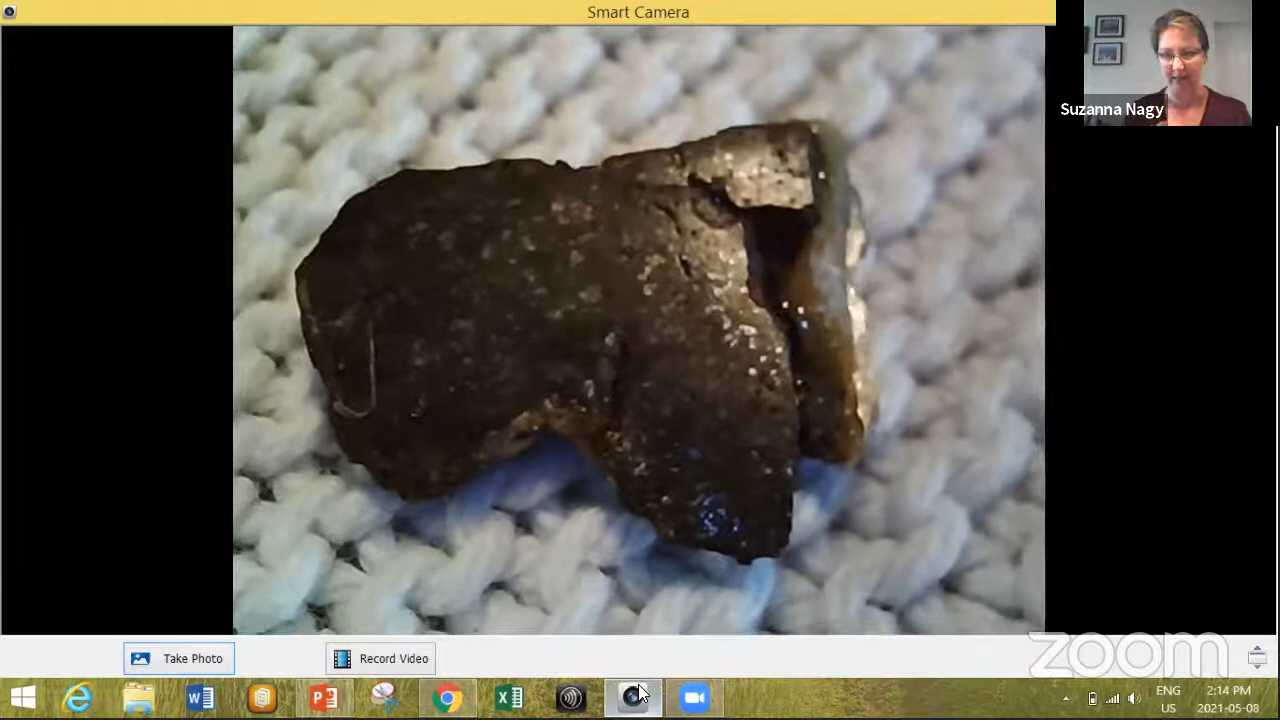 Smart Camera
Suzanna Nagy
Take Photo
Record Video
zoom
ENG
US
2:14 PM
2021-05-08